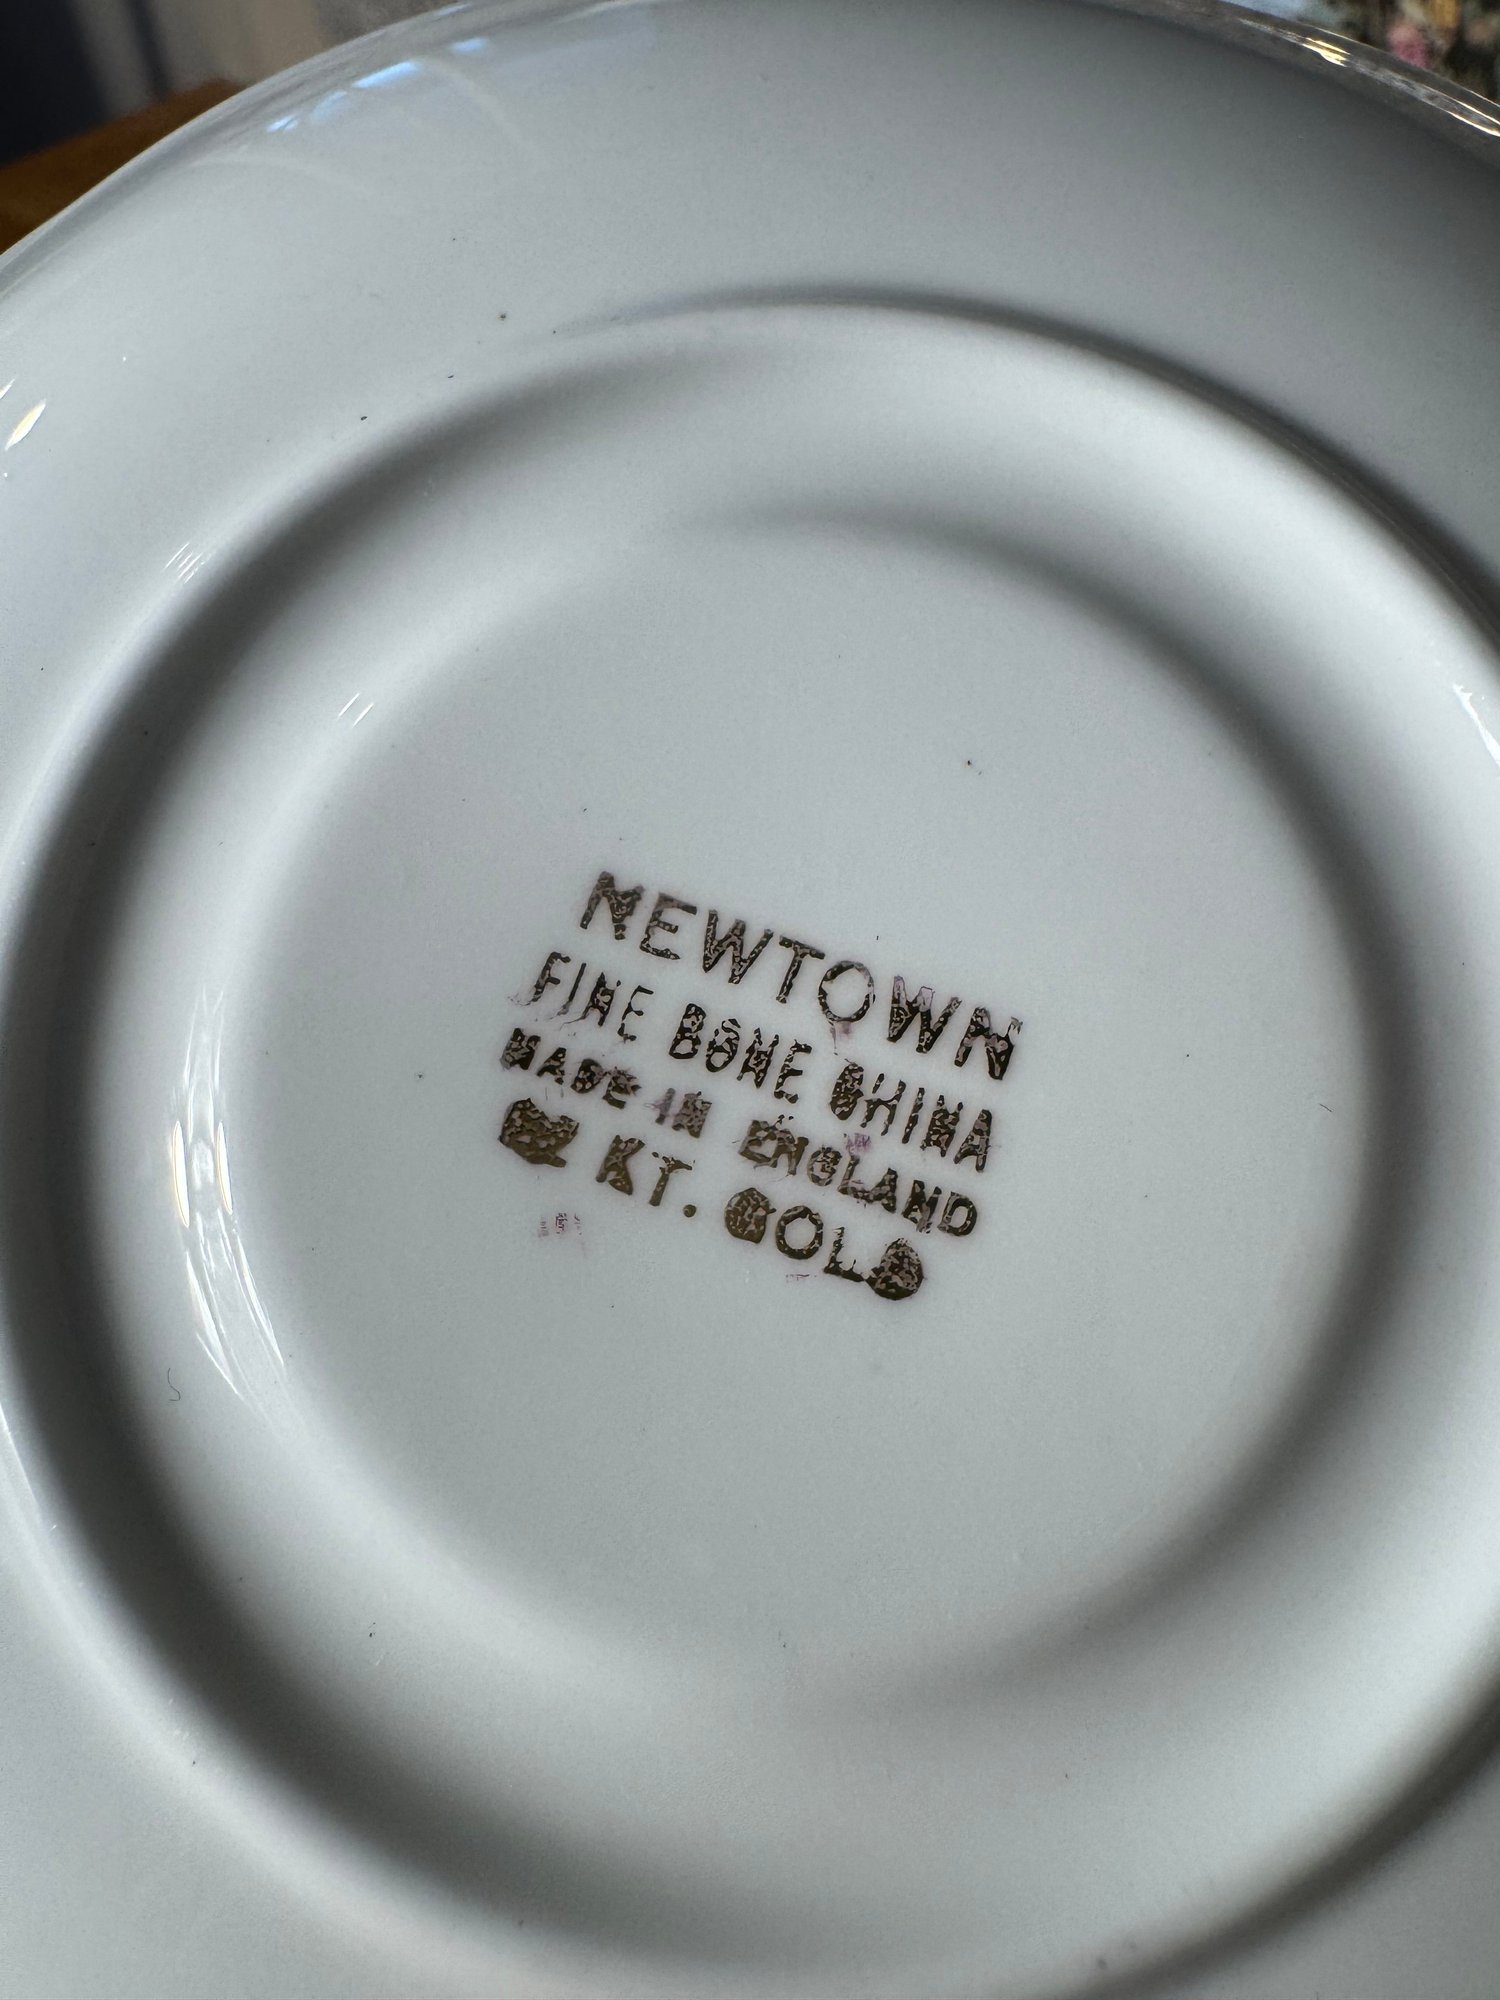 NEWTOWN
FINE BONE CHINA
MADE IN ENGLAND
KT. GOLD